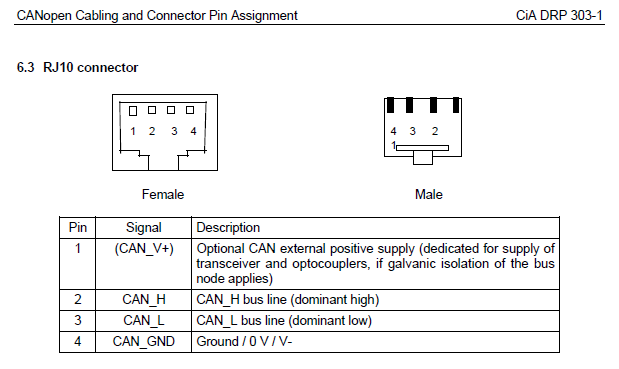 CANopen Cabling and Connector Pin Assignment CiA DRP 303-1
6.3 RJ10 connector
1 2 3 4
4 3 2
1
Female Male
Pin Signal Description
1 (CAN_V+) Optional CAN external positive supply (dedicated for supply of
transceiver and optocouplers, if galvanic isolation of the bus
node applies)
2 CAN_H CAN_H bus line (dominant high)
3 CAN_L CAN_L bus line (dominant low)
4 CAN_GND Ground / 0 V / V-